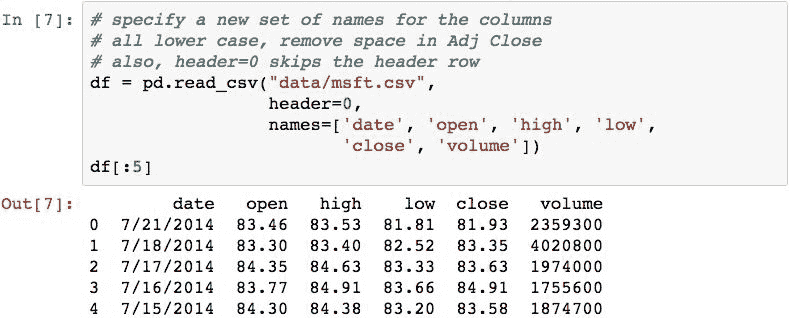 In [7]: # specify a new set of names for the columns
# all lower case, remove space in Adj Close
# also, header=0 skips the header row
df = pd.read_csv("data/msft.csv",
header=0,
names=['date', 'open', 'high', 'low',
'close', 'volume'])
df[:5]
Out[7]: date open high low close volume
0 7/21/2014 83.46 83.53 81.81 81.93 2359300
1 7/18/2014 83.30 83.40 82.52 83.35 4020800
2 7/17/2014 84.35 84.63 83.33 83.63 1974000
3 7/16/2014 83.77 84.91 83.66 84.91 1755600
4 7/15/2014 84.30 84.38 83.20 83.58 1874700